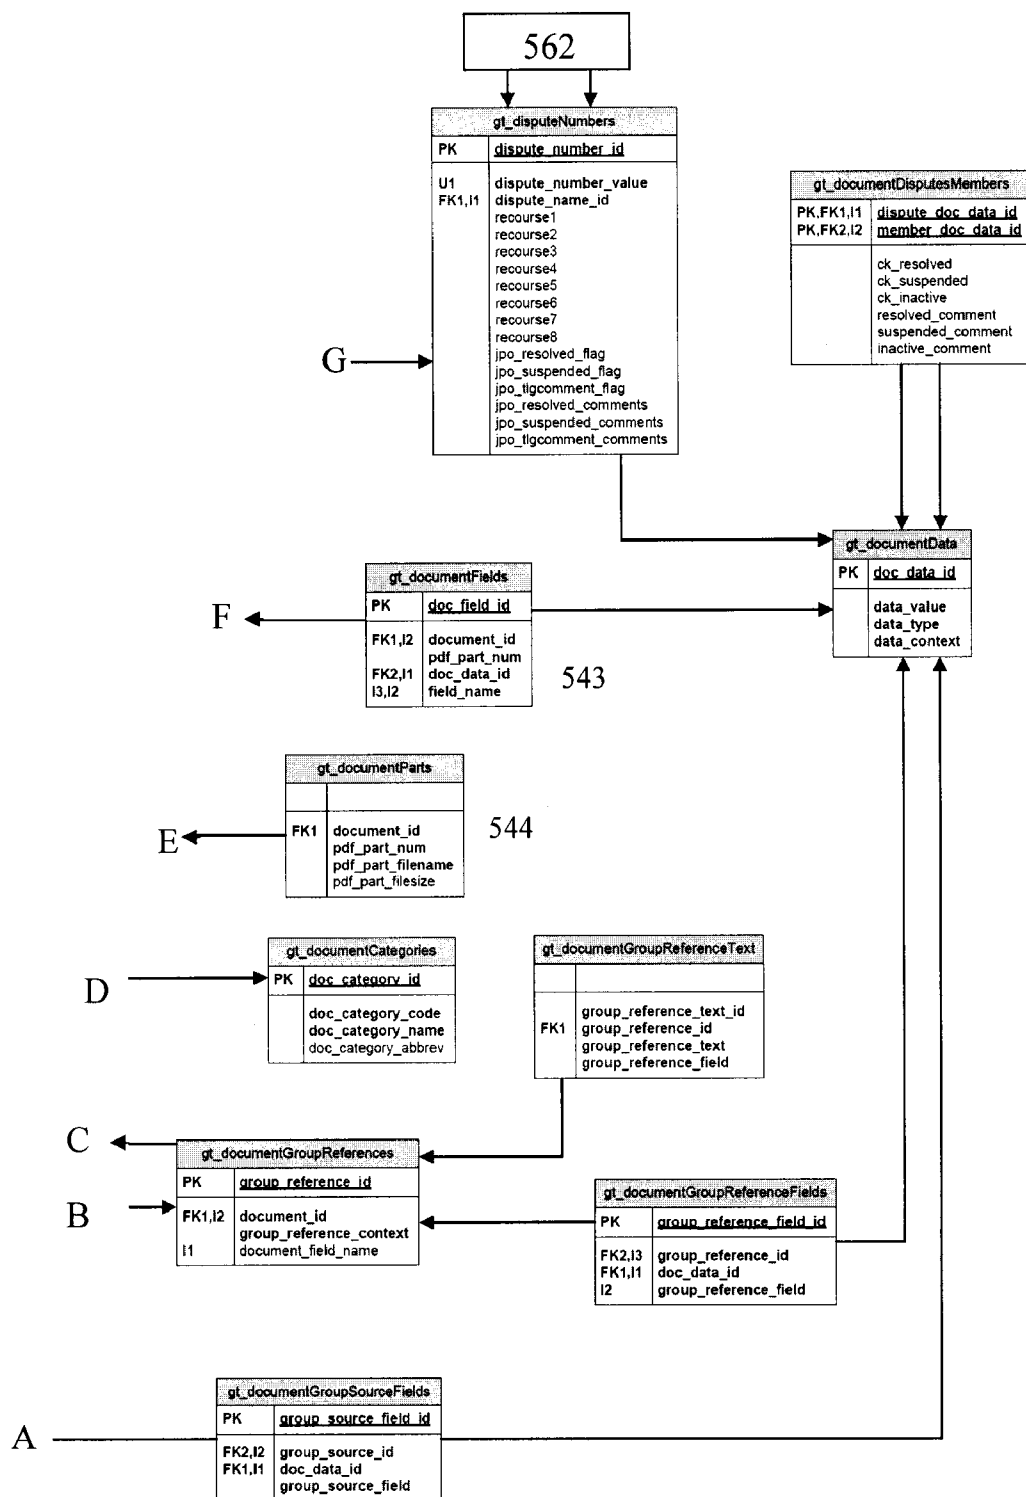 562
gt_disputeNumbers
PK dispute_number_id
U1 dispute_number_value
FK1,I1 dispute_name_id
recourse1
recourse2
recourse3
recourse4
recourse5
recourse6
recourse7
recourse8
jpo_resolved_flag
jpo_suspended_flag
jpo_tlgcomment_flag
jpo_resolved_comments
jpo_suspended_comments
jpo_tlgcomment_comments
G
gt_documentDisputesMembers
PK,FK1,I1 dispute_doc_data_id
PK,FK2,I2 member_doc_data_id
ck_resolved
ck_suspended
ck_inactive
resolved_comment
suspended_comment
inactive_comment
gt_documentData
PK doc_data_id
data_value
data_type
data_context
F
gt_documentFields
PK doc_field_id
FK1,I2 document_id
pdf_part_num
FK2,I1 doc_data_id
I3,I2 field_name
543
gt_documentParts
FK1 document_id
pdf_part_num
pdf_part_filename
pdf_part_filesize
544
E
gt_documentCategories
PK doc_category_id
doc_category_code
doc_category_name
doc_category_abbrev
D
gt_documentGroupReferenceText
group_reference_text_id
FK1 group_reference_id
group_reference_text
group_reference_field
C
gt_documentGroupReferences
PK group_reference_id
FK1,I2 document_id
group_reference_context
I1 document_field_name
B
gt_documentGroupReferenceFields
PK group_reference_field_id
FK2,I3 group_reference_id
FK1,I1 doc_data_id
I2 group_reference_field
A
gt_documentGroupSourceFields
PK group_source_field_id
FK2,I2 group_source_id
FK1,I1 doc_data_id
group_source_field